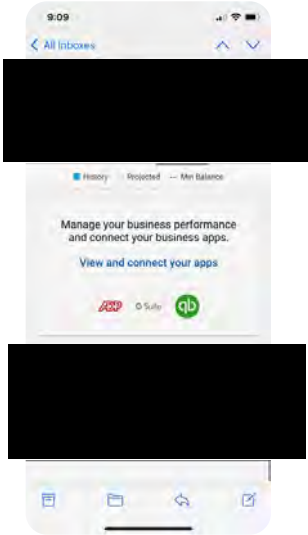 9:09
All Inboxes
History Projected -- Min Balance
Manage your business performance
and connect your business apps.
View and connect your apps
ADP G Suite qb